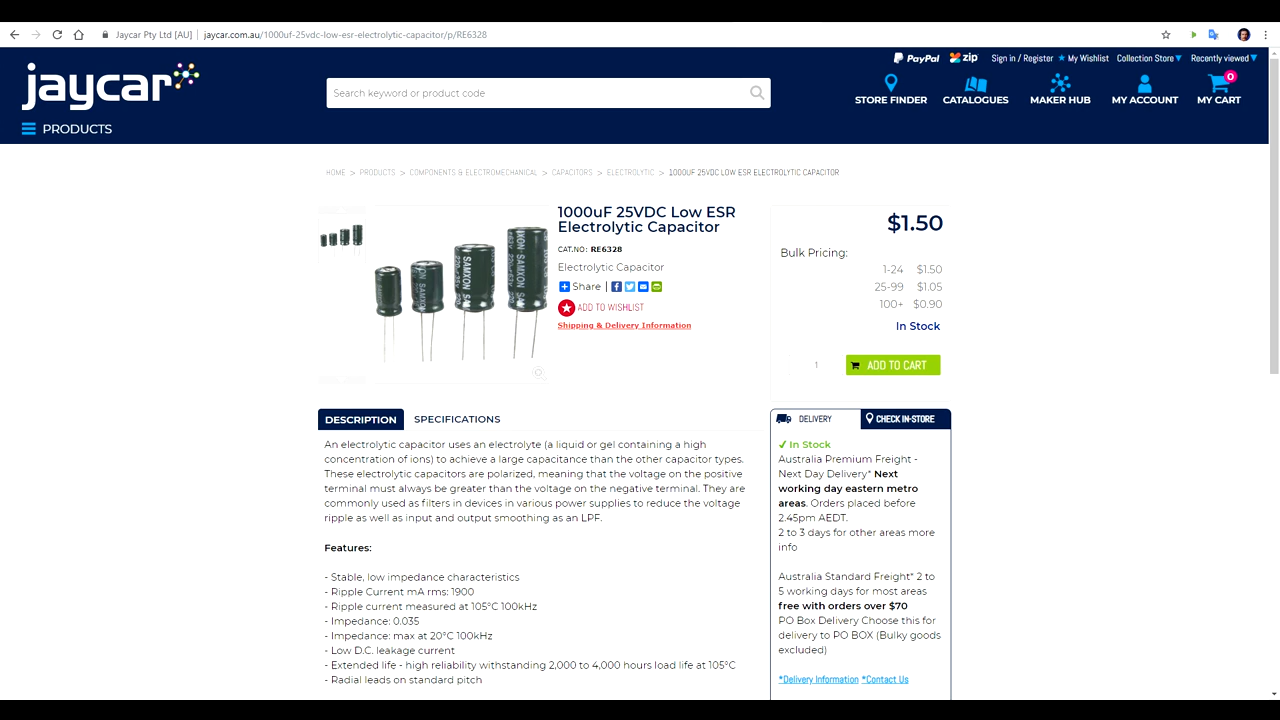 Jaycar Pty Ltd [AU] | jaycar.com.au/1000uf-25vdc-low-esr-electrolytic-capacitor/p/RE6328
PayPal zip Sign in / Register ★ My Wishlist Collection Store ▼ Recently viewed ▼
jaycar
Search keyword or product code
0
STORE FINDER CATALOGUES MAKER HUB MY ACCOUNT MY CART
PRODUCTS
HOME > PRODUCTS > COMPONENTS & ELECTROMECHANICAL > CAPACITORS > ELECTROLYTIC > 1000UF 25VDC LOW ESR ELECTROLYTIC CAPACITOR
1000uF 25VDC Low ESR
Electrolytic Capacitor
CAT.NO: RE6328
Electrolytic Capacitor
Share |
ADD TO WISHLIST
Shipping & Delivery Information
SAMXON
SAMXON
$1.50
Bulk Pricing:
1-24 $1.50
25-99 $1.05
100+ $0.90
In Stock
1 ADD TO CART
DESCRIPTION SPECIFICATIONS
An electrolytic capacitor uses an electrolyte (a liquid or gel containing a high
concentration of ions) to achieve a large capacitance than the other capacitor types.
These electrolytic capacitors are polarized, meaning that the voltage on the positive
terminal must always be greater than the voltage on the negative terminal. They are
commonly used as filters in devices in various power supplies to reduce the voltage
ripple as well as input and output smoothing as an LPF.
Features:
- Stable, low impedance characteristics
- Ripple Current mA rms: 1900
- Ripple current measured at 105°C 100kHz
- Impedance: 0.035
- Impedance: max at 20°C 100kHz
- Low D.C. leakage current
- Extended life - high reliability withstanding 2,000 to 4,000 hours load life at 105°C
- Radial leads on standard pitch
DELIVERY CHECK IN-STORE
✓ In Stock
Australia Premium Freight -
Next Day Delivery* Next
working day eastern metro
areas. Orders placed before
2.45pm AEDT.
2 to 3 days for other areas more
info
Australia Standard Freight* 2 to
5 working days for most areas
free with orders over $70
PO Box Delivery Choose this for
delivery to PO BOX (Bulky goods
excluded)
*Delivery Information *Contact Us